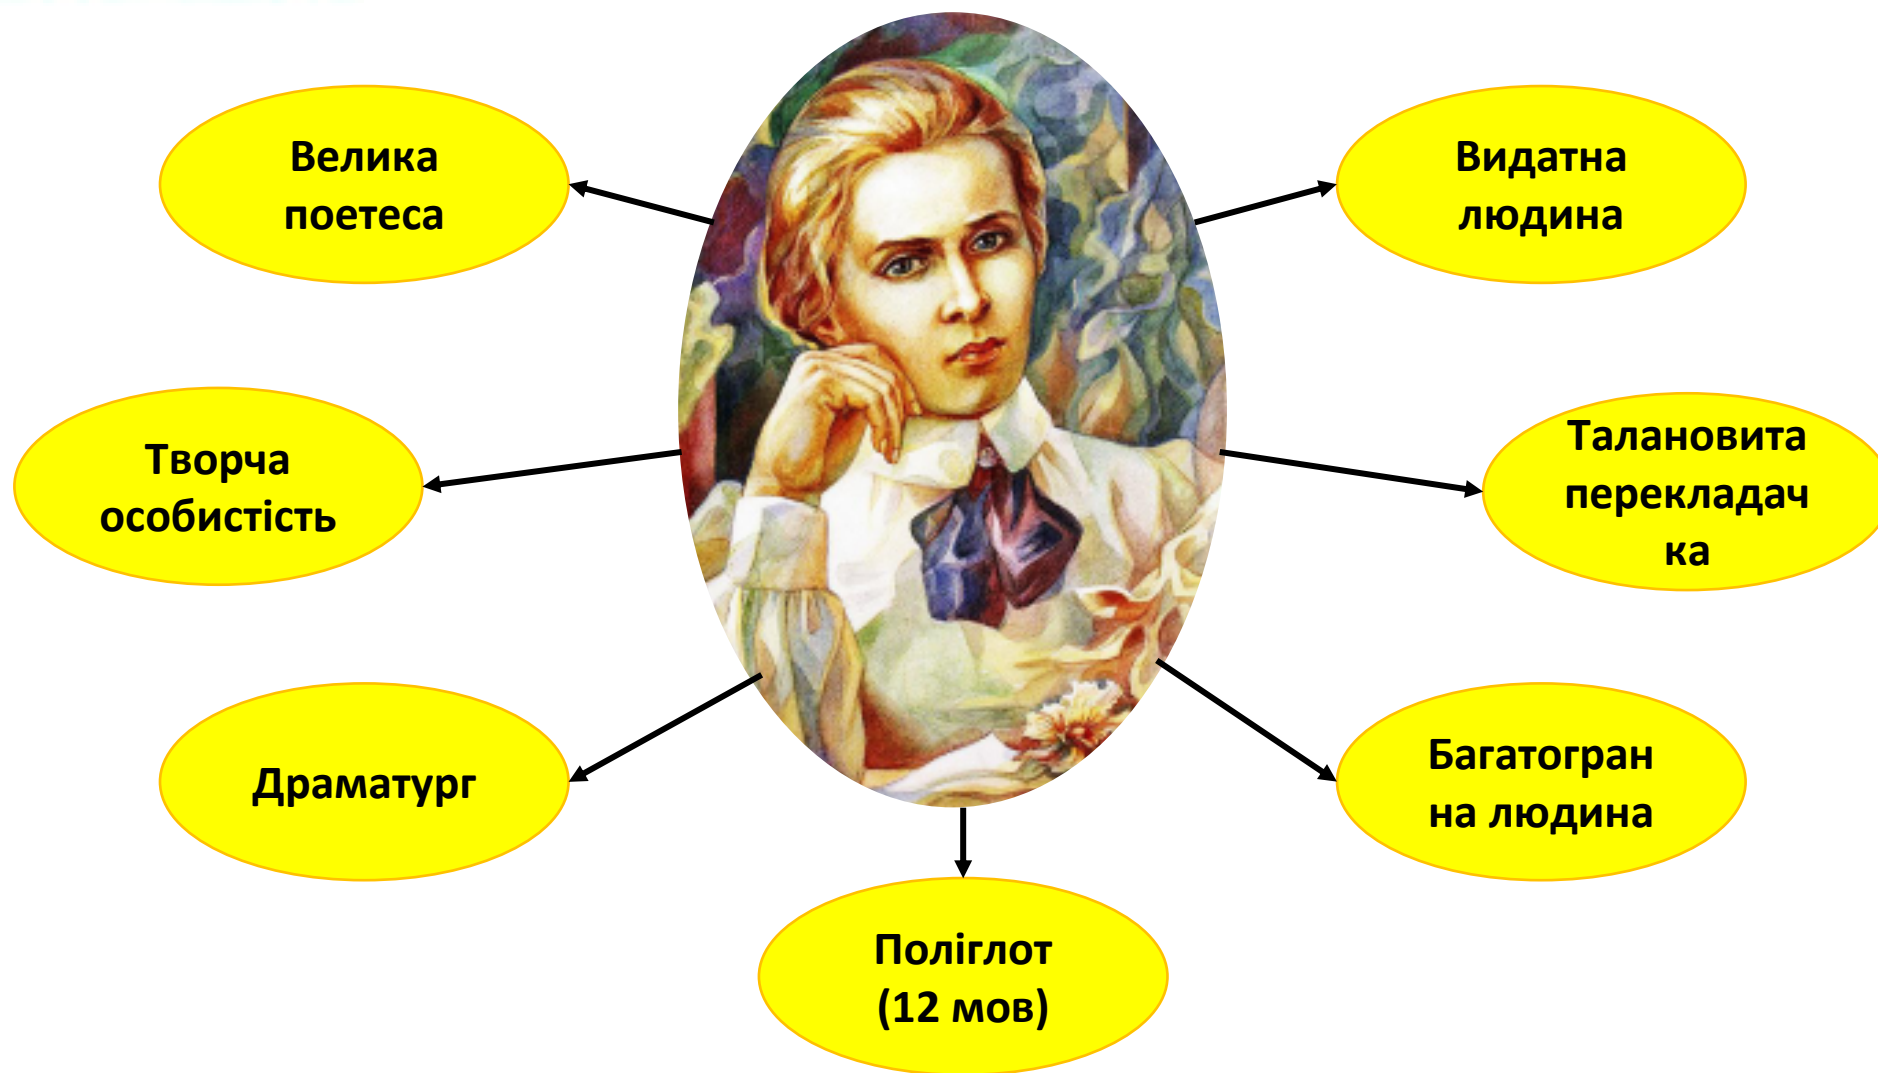 Велика
поетеса
Видатна
людина
Творча
особистість
Талановита
перекладач
ка
Драматург
Багатогран
на людина
Поліглот
(12 мов)